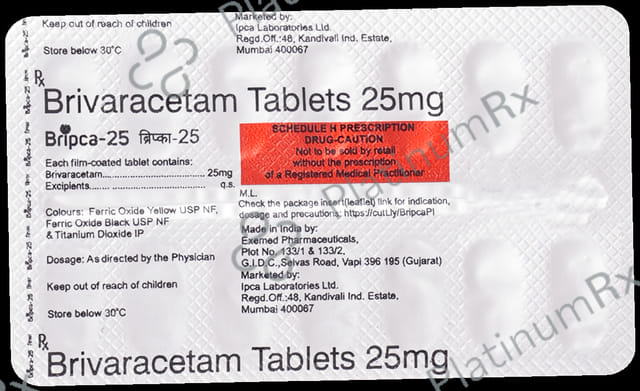 Keep out of reach of children
Store below 30°C
Marketed by:
Ipca Laboratories Ltd.
Regd.Off.:48, Kandivali Ind. Estate,
Mumbai 400067
Rx
Brivaracetam Tablets 25mg
Bripca-25 ब्रिप्का-25
Each film-coated tablet contains:
Brivaracetam........................ 25mg
Excipients............................ q.s.
Colours: Ferric Oxide Yellow USP NF,
Ferric Oxide Black USP NF
& Titanium Dioxide IP
Dosage: As directed by the Physician
Keep out of reach of children
Store below 30°C
SCHEDULE H PRESCRIPTION
DRUG-CAUTION
Not to be sold by retail
without the prescription
of a Registered Medical Practitioner
M.L.
Check the package insert(leaflet) link for indication,
dosage and precautions: https://cutt.ly/BripcaPI
Made in India by:
Exemed Pharmaceuticals,
Plot No. 133/1 & 133/2,
G.I.D.C.,Selvas Road, Vapi 396 195 (Gujarat)
Marketed by:
Ipca Laboratories Ltd.
Regd.Off.:48, Kandivali Ind. Estate,
Mumbai 400067
Rx
Brivaracetam Tablets 25mg
PlatinumRx
PlatinumRx
PlatinumRx